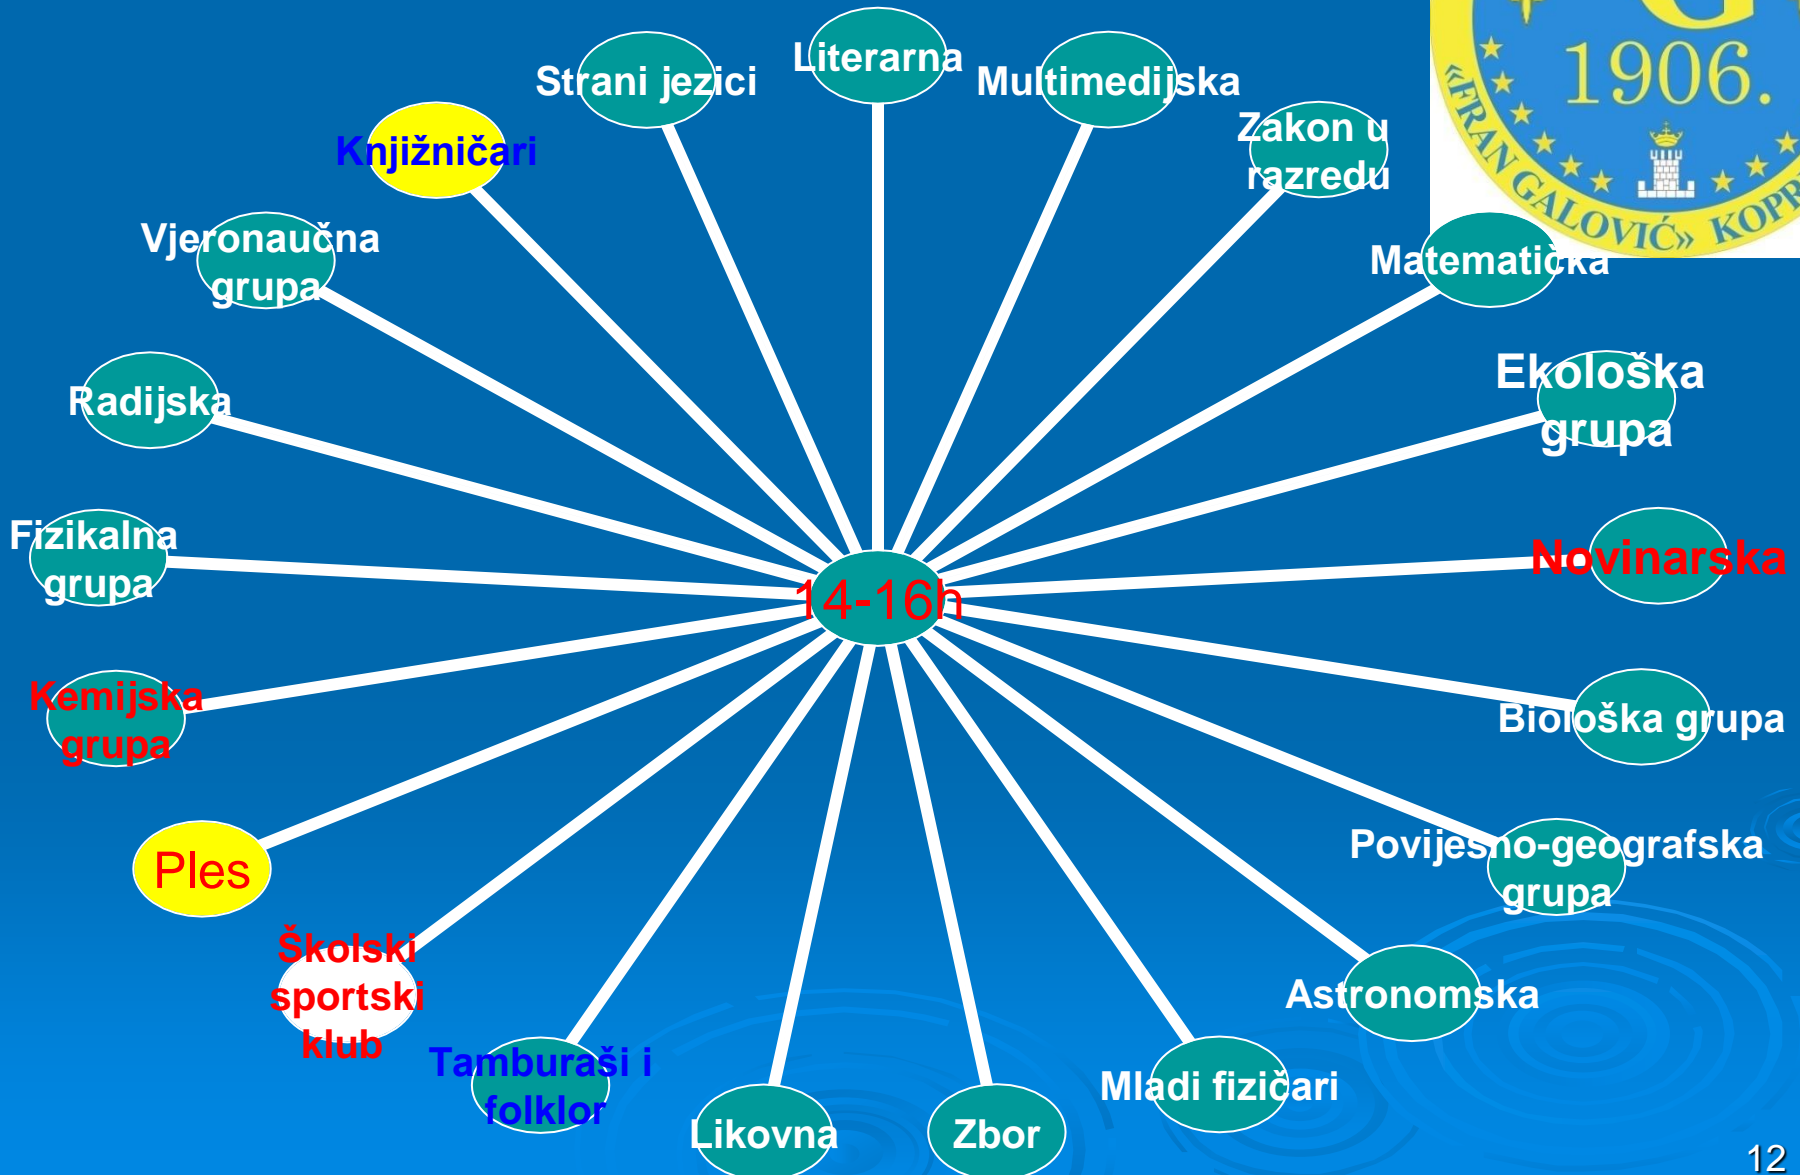 Literarna
Multimedijska
Zakon u
razredu
Matematička
Ekološka
grupa
Novinarska
Biološka grupa
Povijesno-geografska
grupa
Astronomska
Mladi fizičari
Zbor
Likovna
Tamburaši i
folklor
Školski
sportski
klub
Ples
Kemijska
grupa
Fizikalna
grupa
Radijska
Vjeronaučna
grupa
Knjižničari
Strani jezici
14-16h
G
1906.
«FRAN GALOVIĆ» KOPR
12